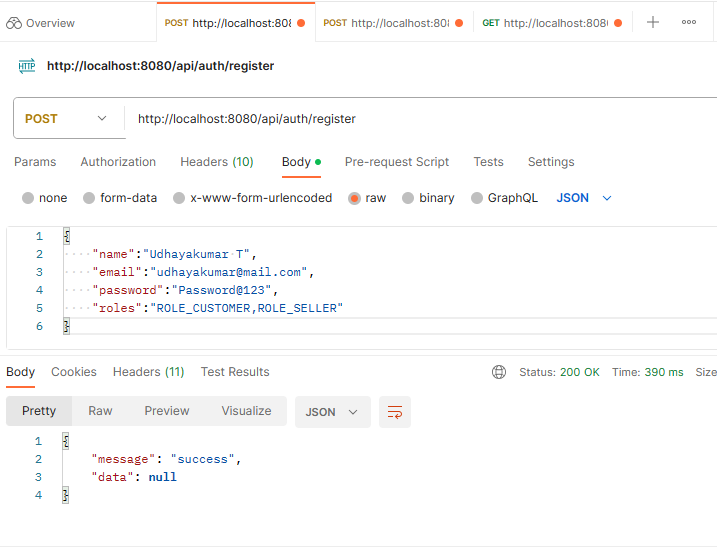 Overview POST http://localhost:808 POST http://localhost:808 GET http://localhost:808
HTTP http://localhost:8080/api/auth/register
POST http://localhost:8080/api/auth/register
Params Authorization Headers (10) Body Pre-request Script Tests Settings
none form-data x-www-form-urlencoded raw binary GraphQL JSON
1 {
2 "name":"Udhayakumar T",
3 "email":"udhayakumar@mail.com",
4 "password":"Password@123",
5 "roles":"ROLE_CUSTOMER,ROLE_SELLER"
6 }
Body Cookies Headers (11) Test Results Status: 200 OK Time: 390 ms Size
Pretty Raw Preview Visualize JSON
1 {
2 "message": "success",
3 "data": null
4 }